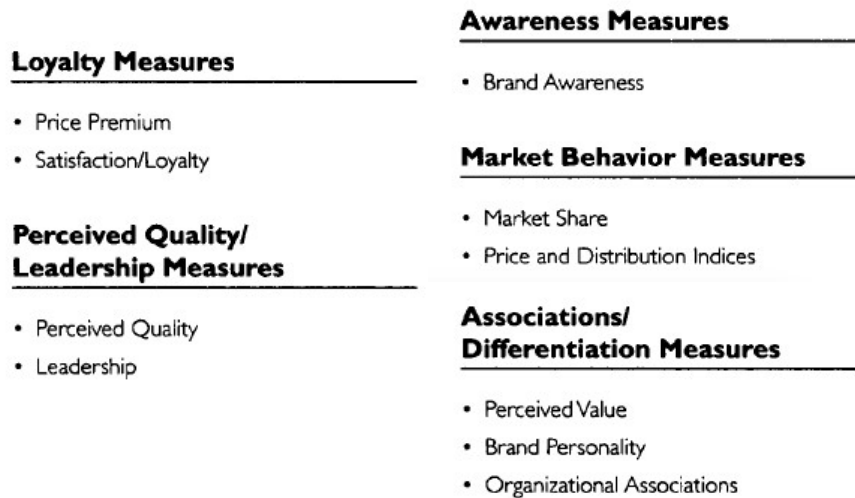 Loyalty Measures
• Price Premium
• Satisfaction/Loyalty
Perceived Quality/
Leadership Measures
• Perceived Quality
• Leadership
Awareness Measures
• Brand Awareness
Market Behavior Measures
• Market Share
• Price and Distribution Indices
Associations/
Differentiation Measures
• Perceived Value
• Brand Personality
• Organizational Associations